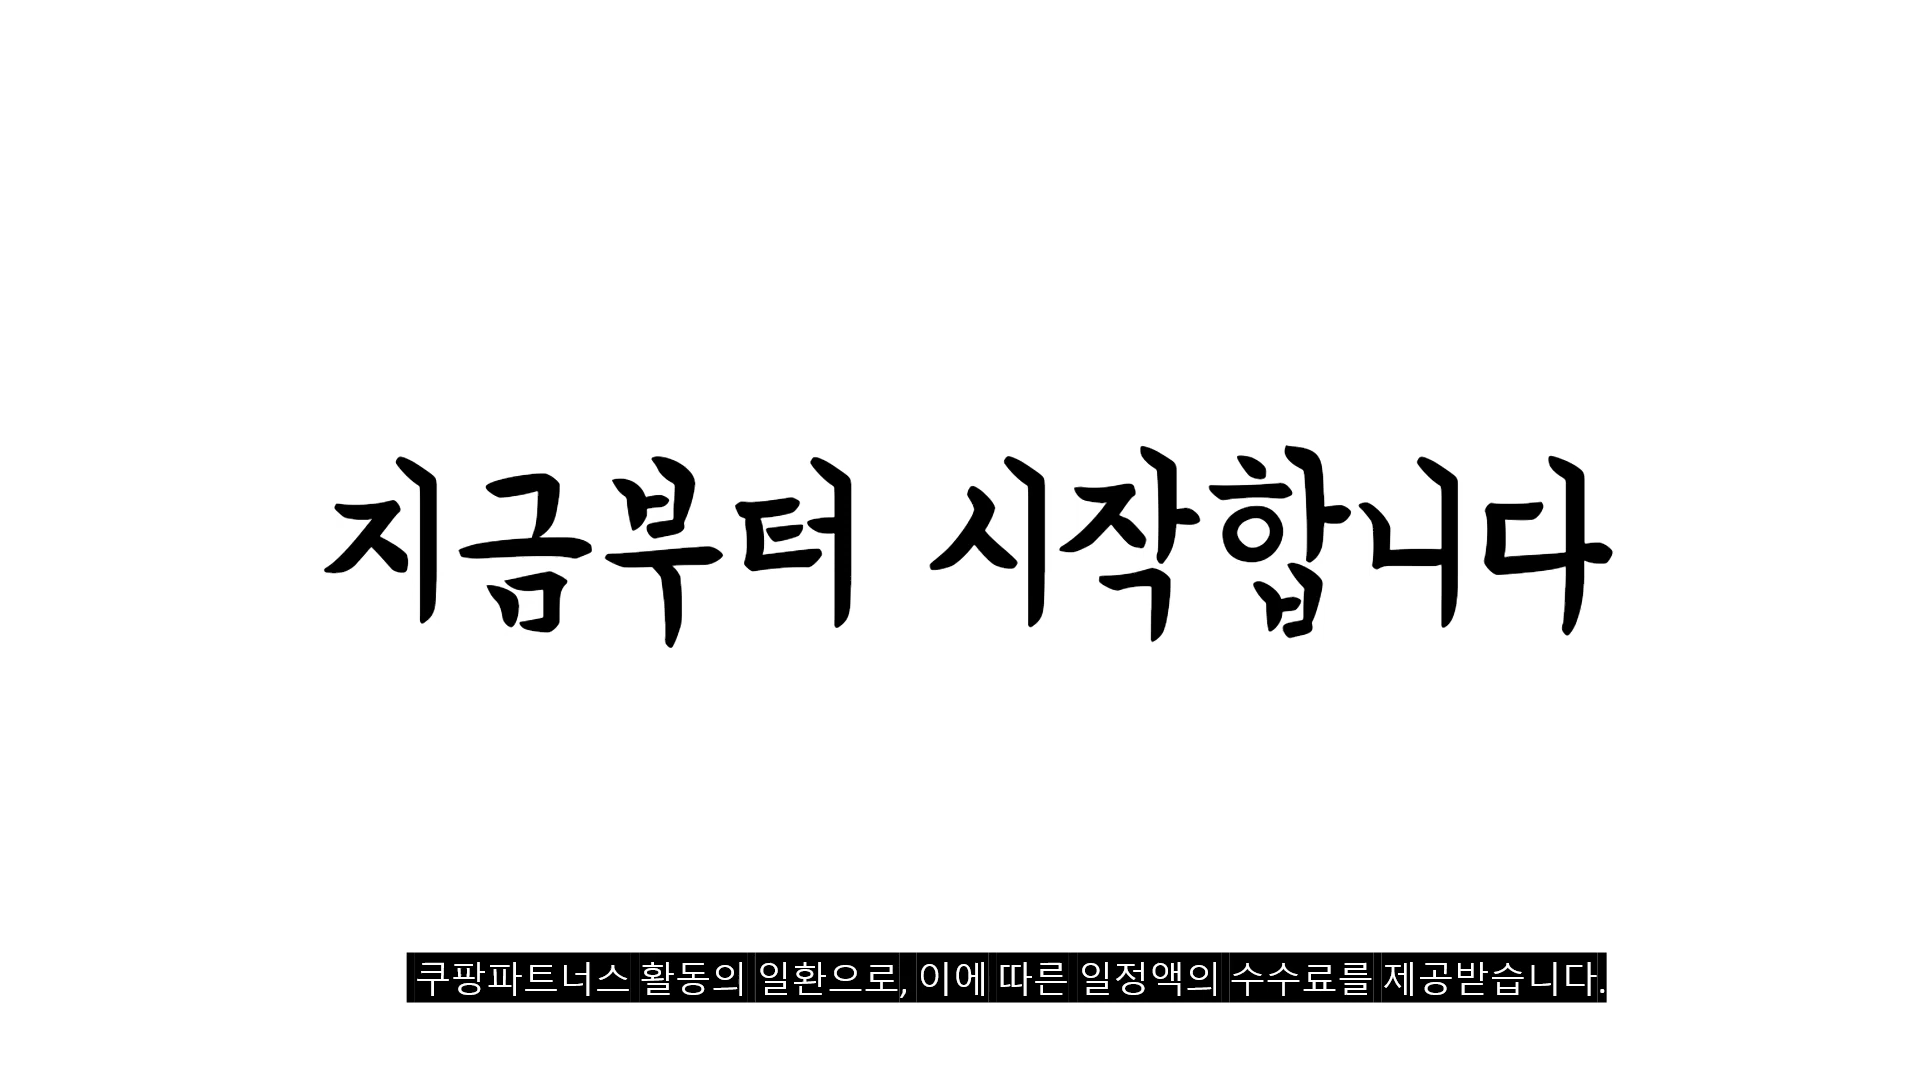 지금부터 시작합니다
쿠팡파트너스 활동의 일환으로, 이에 따른 일정액의 수수료를 제공받습니다.